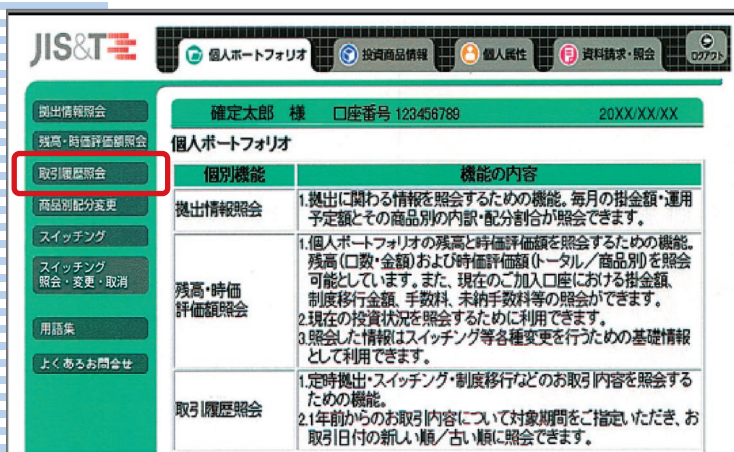 JIS&T
個人ポートフォリオ
投資商品情報
個人属性
資料請求・照会
ログアウト
拠出情報照会
残高・時価評価額照会
取引履歴照会
商品別配分変更
スイッチング
スイッチング
照会・変更・取消
用語集
よくあるお問合せ
確定太郎 様 口座番号 123456789 20XX/XX/XX
個人ポートフォリオ
個別機能 機能の内容
拠出情報照会
1.拠出に関わる情報を照会するための機能。毎月の掛金額・運用
予定額とその商品別の内訳・配分割合が照会できます。
残高・時価
評価額照会
1.個人ポートフォリオの残高と時価評価額を照会するための機能。
残高(口数・金額)および時価評価額(トータル/商品別)を照会
可能としています。また、現在のご加入口座における掛金額、
制度移行金額、手数料、未納手数料等の照会ができます。
2.現在の投資状況を照会するために利用できます。
3.照会した情報はスイッチング等各種変更を行うための基礎情報
として利用できます。
取引履歴照会
1.定時拠出・スイッチング・制度移行などのお取引内容を照会する
ための機能。
2.1年前からのお取引内容について対象期間をご指定いただき、お
取引日付の新しい順/古い順に照会できます。